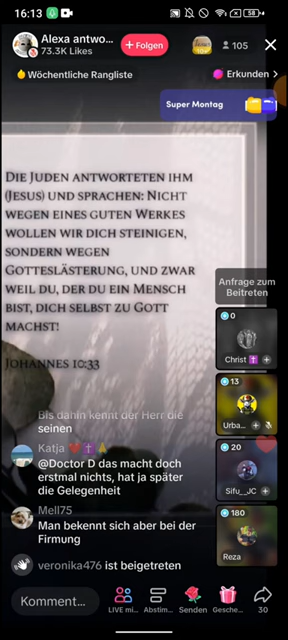 16:13
58
Alexa antwo...
73.3K Likes
+ Folgen
10+
105
Wöchentliche Rangliste
Erkunden >
Super Montag
Die Juden antworteten ihm
(Jesus) und sprachen: Nicht
wegen eines guten Werkes
wollen wir dich steinigen,
sondern wegen
Gotteslästerung, und zwar
weil du, der du ein Mensch
bist, dich selbst zu Gott
machst!
Johannes 10:33
Anfrage zum
Beitreten
0
Christ
13
Urba...
20
Sifu_JC
180
Reza
Bis dahin kennt der Herr die
seinen
Katja
@Doctor D das macht doch
erstmal nichts, hat ja später
die Gelegenheit
Mell75
Man bekennt sich aber bei der
Firmung
veronika476 ist beigetreten
Komment...
LIVE mi...
Abstim...
Senden
Gesche...
30